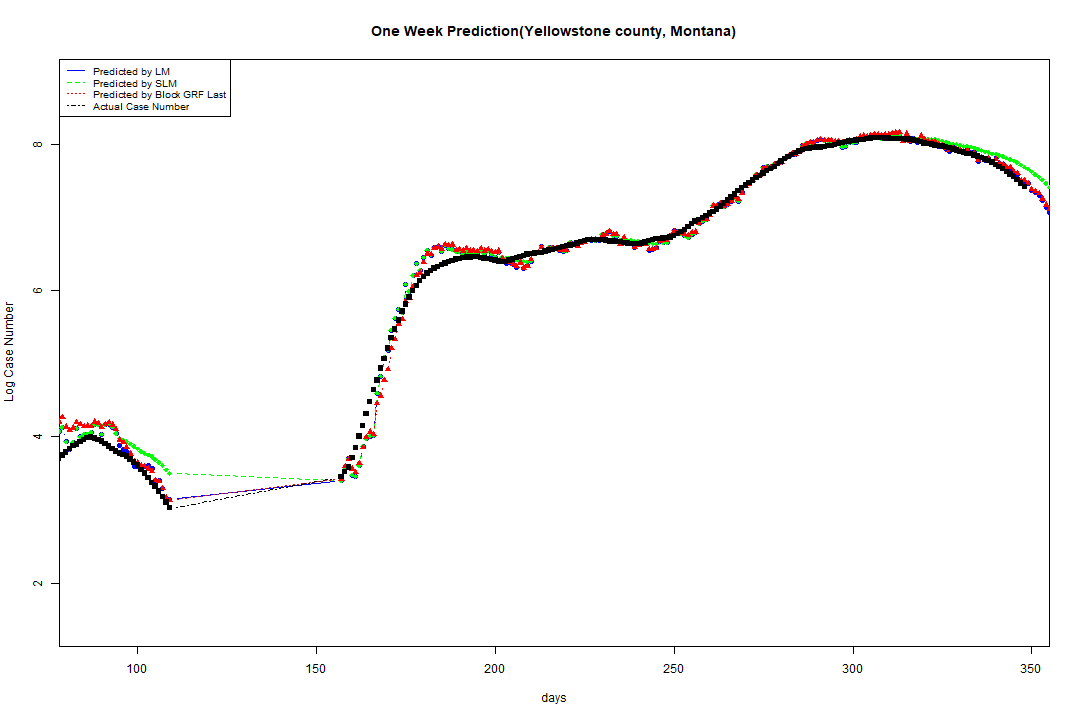 One Week Prediction(Yellowstone county, Montana)
Predicted by LM
Predicted by SLM
Predicted by Block GRF Last
Actual Case Number
8
6
4
2
Log Case Number
100 150 200 250 300 350
days